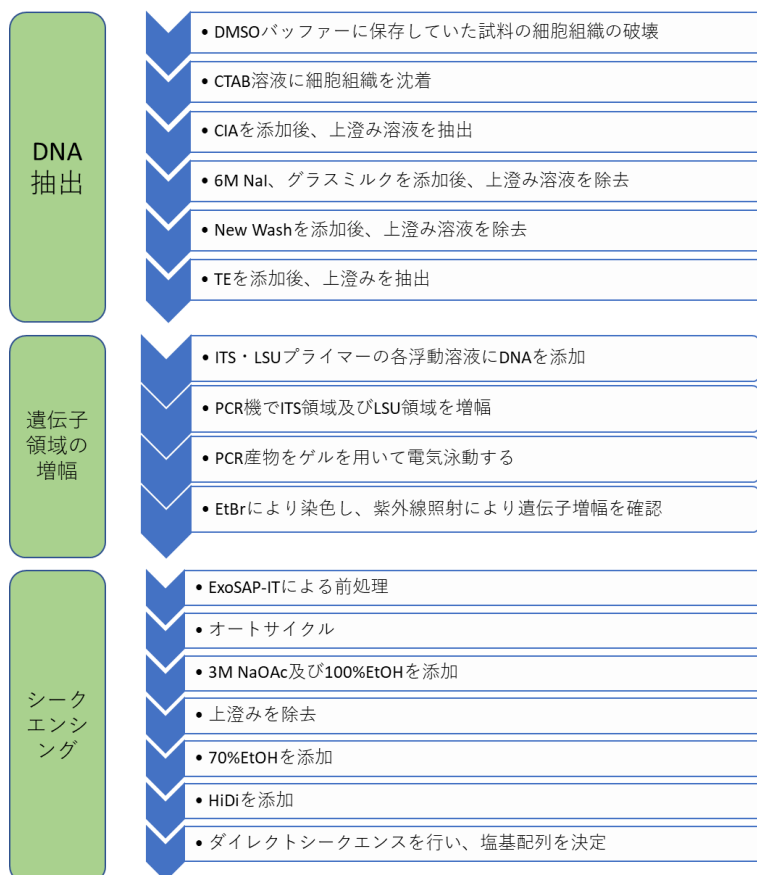 DNA
抽出
• DMSOバッファーに保存していた試料の細胞組織の破壊
• CTAB溶液に細胞組織を沈着
• CIAを添加後、上澄み溶液を抽出
• 6M NaI、グラスミルクを添加後、上澄み溶液を除去
• New Washを添加後、上澄み溶液を除去
• TEを添加後、上澄みを抽出
遺伝子
領域の
増幅
• ITS・LSUプライマーの各浮動溶液にDNAを添加
• PCR機でITS領域及びLSU領域を増幅
• PCR産物をゲルを用いて電気泳動する
• EtBrにより染色し、紫外線照射により遺伝子増幅を確認
シーク
エンシ
ング
• ExoSAP-ITによる前処理
• オートサイクル
• 3M NaOAc及び100%EtOHを添加
• 上澄みを除去
• 70%EtOHを添加
• HiDiを添加
• ダイレクトシークエンスを行い、塩基配列を決定